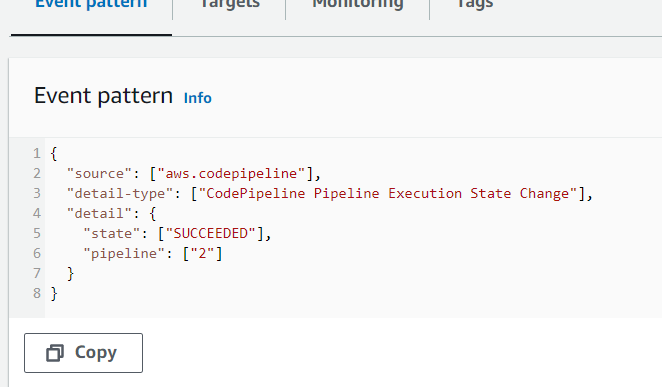 Event pattern Targets Monitoring Tags
Event pattern Info
1 {
2 "source": ["aws.codepipeline"],
3 "detail-type": ["CodePipeline Pipeline Execution State Change"],
4 "detail": {
5 "state": ["SUCCEEDED"],
6 "pipeline": ["2"]
7 }
8 }
Copy